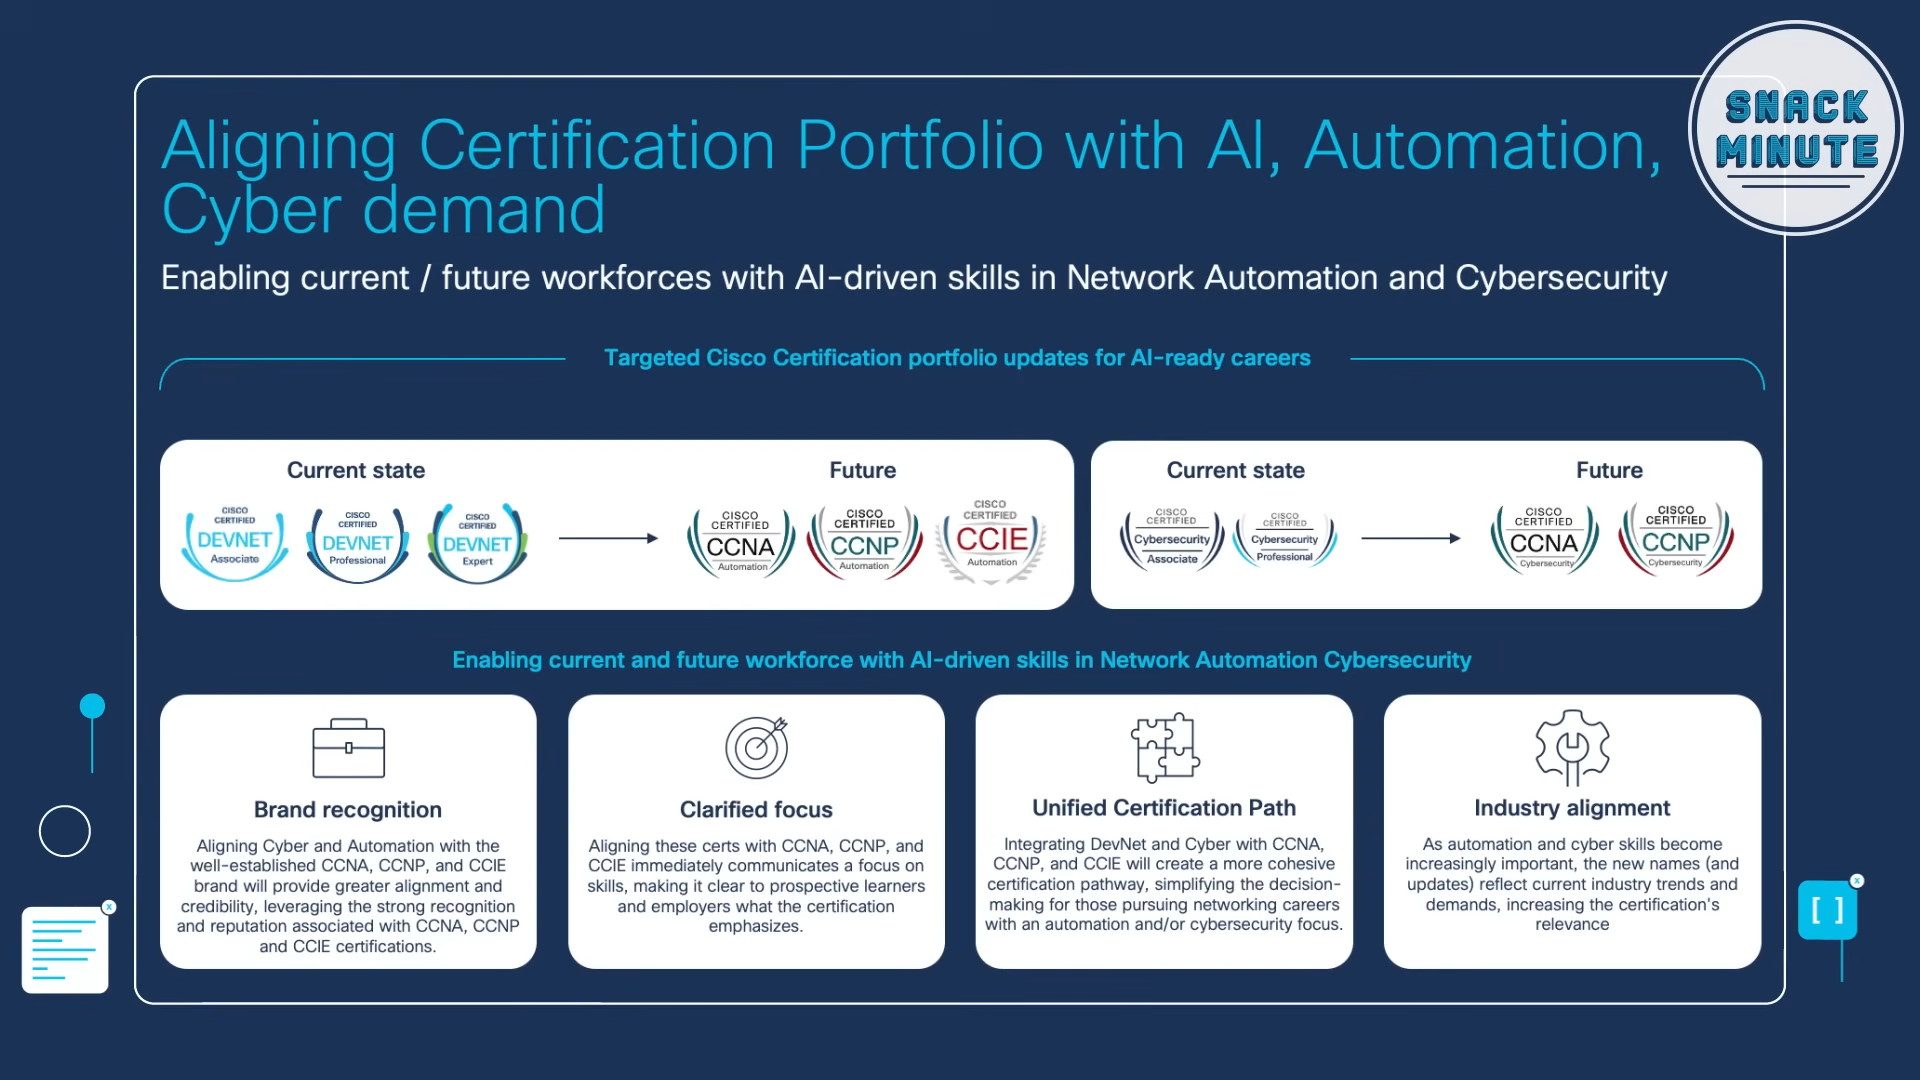 SNACK
MINUTE
Aligning Certification Portfolio with AI, Automation,
Cyber demand
Enabling current / future workforces with AI-driven skills in Network Automation and Cybersecurity
Targeted Cisco Certification portfolio updates for AI-ready careers
Current state
CISCO
CERTIFIED
DEVNET
Associate
CISCO
CERTIFIED
DEVNET
Professional
CISCO
CERTIFIED
DEVNET
Expert
Future
CISCO
CERTIFIED
CCNA
Automation
CISCO
CERTIFIED
CCNP
Automation
CISCO
CERTIFIED
CCIE
Automation
Current state
CISCO
CERTIFIED
Cybersecurity
Associate
CISCO
CERTIFIED
Cybersecurity
Professional
Future
CISCO
CERTIFIED
CCNA
Cybersecurity
CISCO
CERTIFIED
CCNP
Cybersecurity
Enabling current and future workforce with AI-driven skills in Network Automation Cybersecurity
Brand recognition
Aligning Cyber and Automation with the
well-established CCNA, CCNP, and CCIE
brand will provide greater alignment and
credibility, leveraging the strong recognition
and reputation associated with CCNA, CCNP
and CCIE certifications.
Clarified focus
Aligning these certs with CCNA, CCNP, and
CCIE immediately communicates a focus on
skills, making it clear to prospective learners
and employers what the certification
emphasizes.
Unified Certification Path
Integrating DevNet and Cyber with CCNA,
CCNP, and CCIE will create a more cohesive
certification pathway, simplifying the decision-
making for those pursuing networking careers
with an automation and/or cybersecurity focus.
Industry alignment
As automation and cyber skills become
increasingly important, the new names (and
updates) reflect current industry trends and
demands, increasing the certification's
relevance
x
x
[ ]